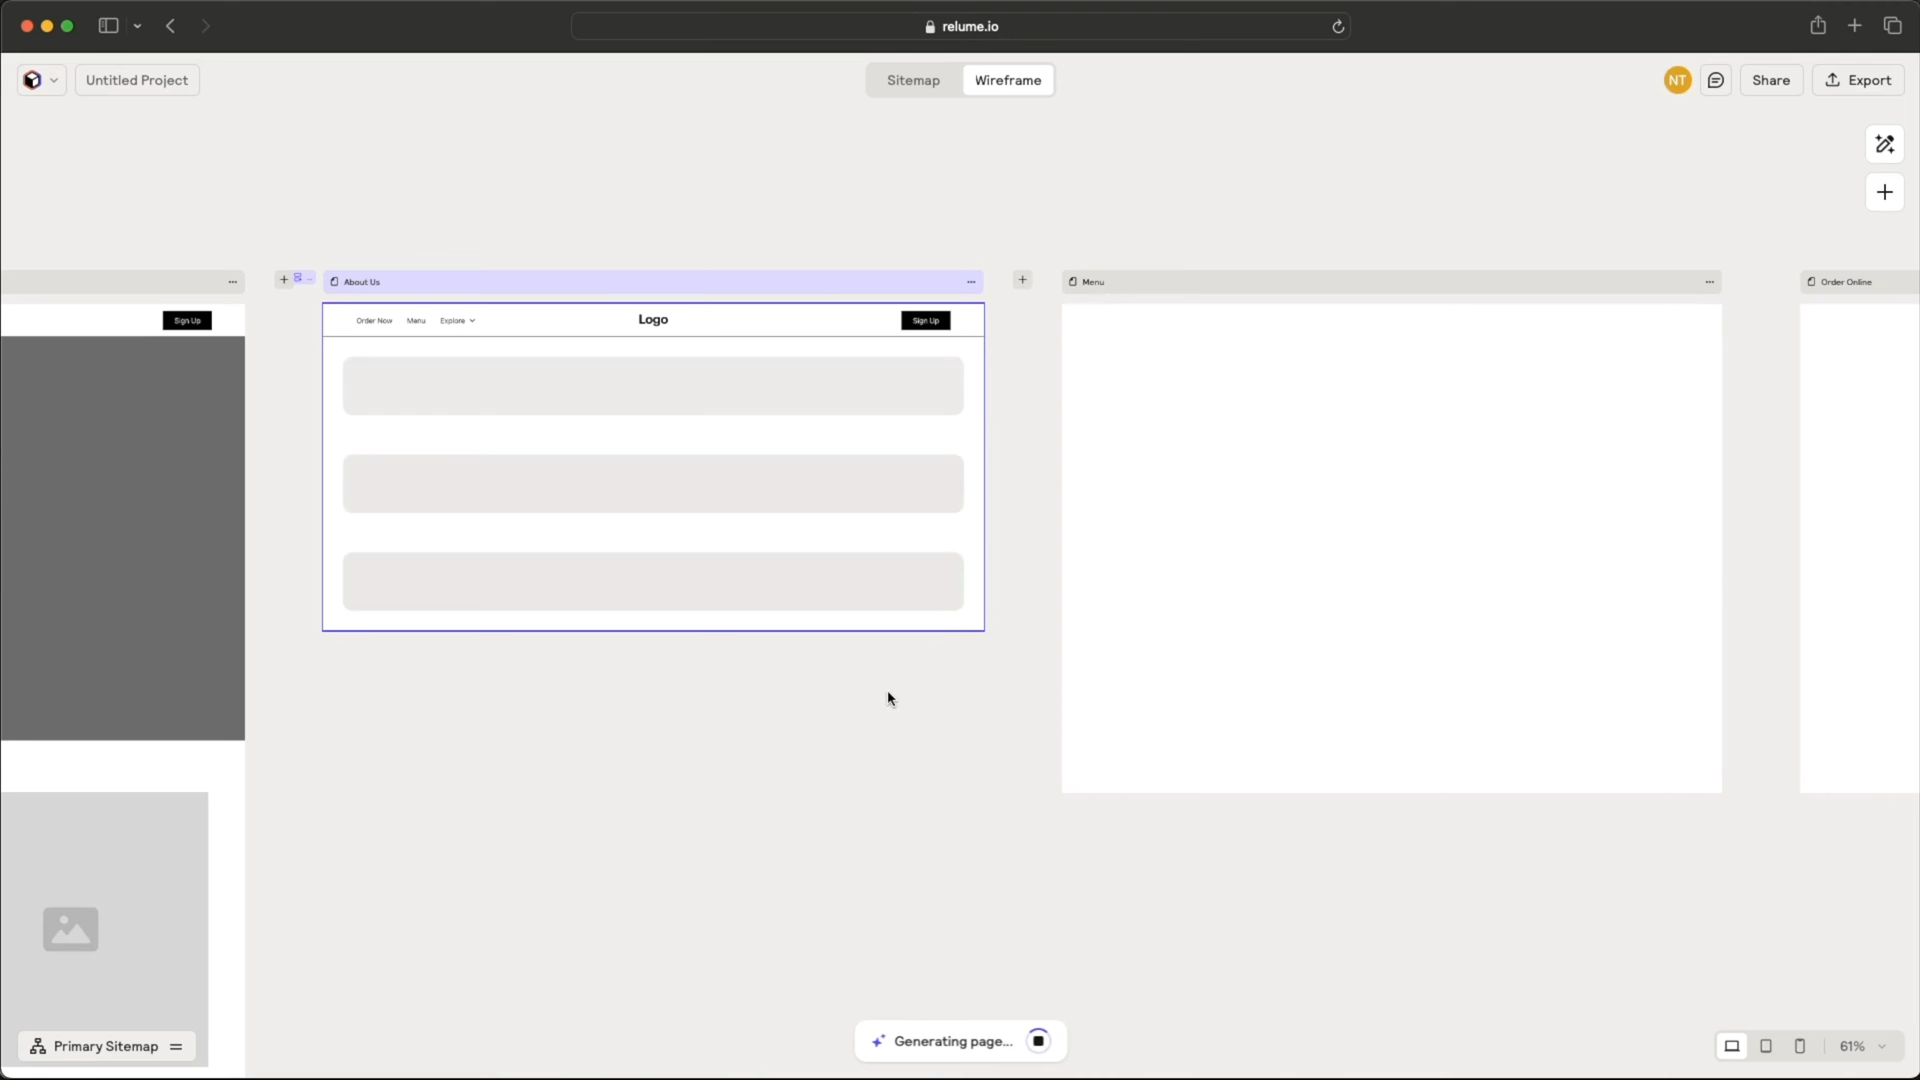 relume.io
Untitled Project
Sitemap
Wireframe
NT
Share
Export
About Us
Menu
Order Online
Sign Up
Order Now
Menu
Explore
Logo
Sign Up
Primary Sitemap
Generating page...
61%